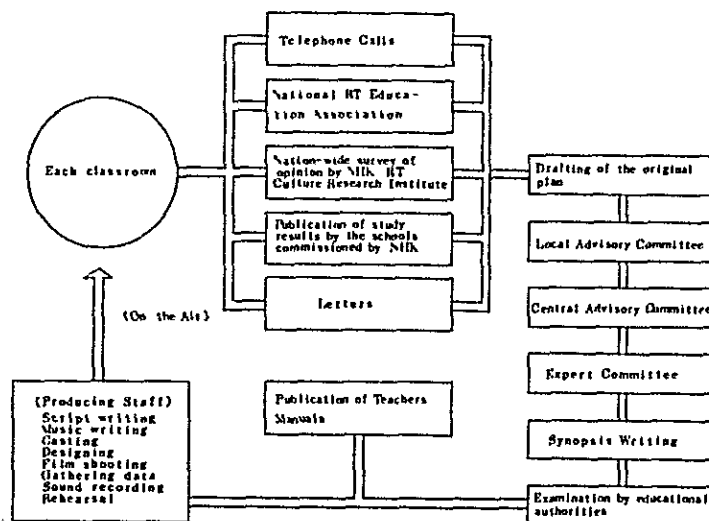 Telephone Calls
National RT Educa-
tion Association
Each classroom
Nation-wide survey of
opinion by NHK RT
Culture Research Institute
Drafting of the original
plan
Publication of study
results by the schools
commissioned by NHK
Local Advisory Committee
Letters
(On the Air)
Central Advisory Committee
Expert Committee
(Producing Staff)
Script writing
Music writing
Casting
Designing
Film shooting
Gathering data
Sound recording
Rehearsal
Publication of Teachers
Manuals
Synopsis Writing
Examination by educational
authorities